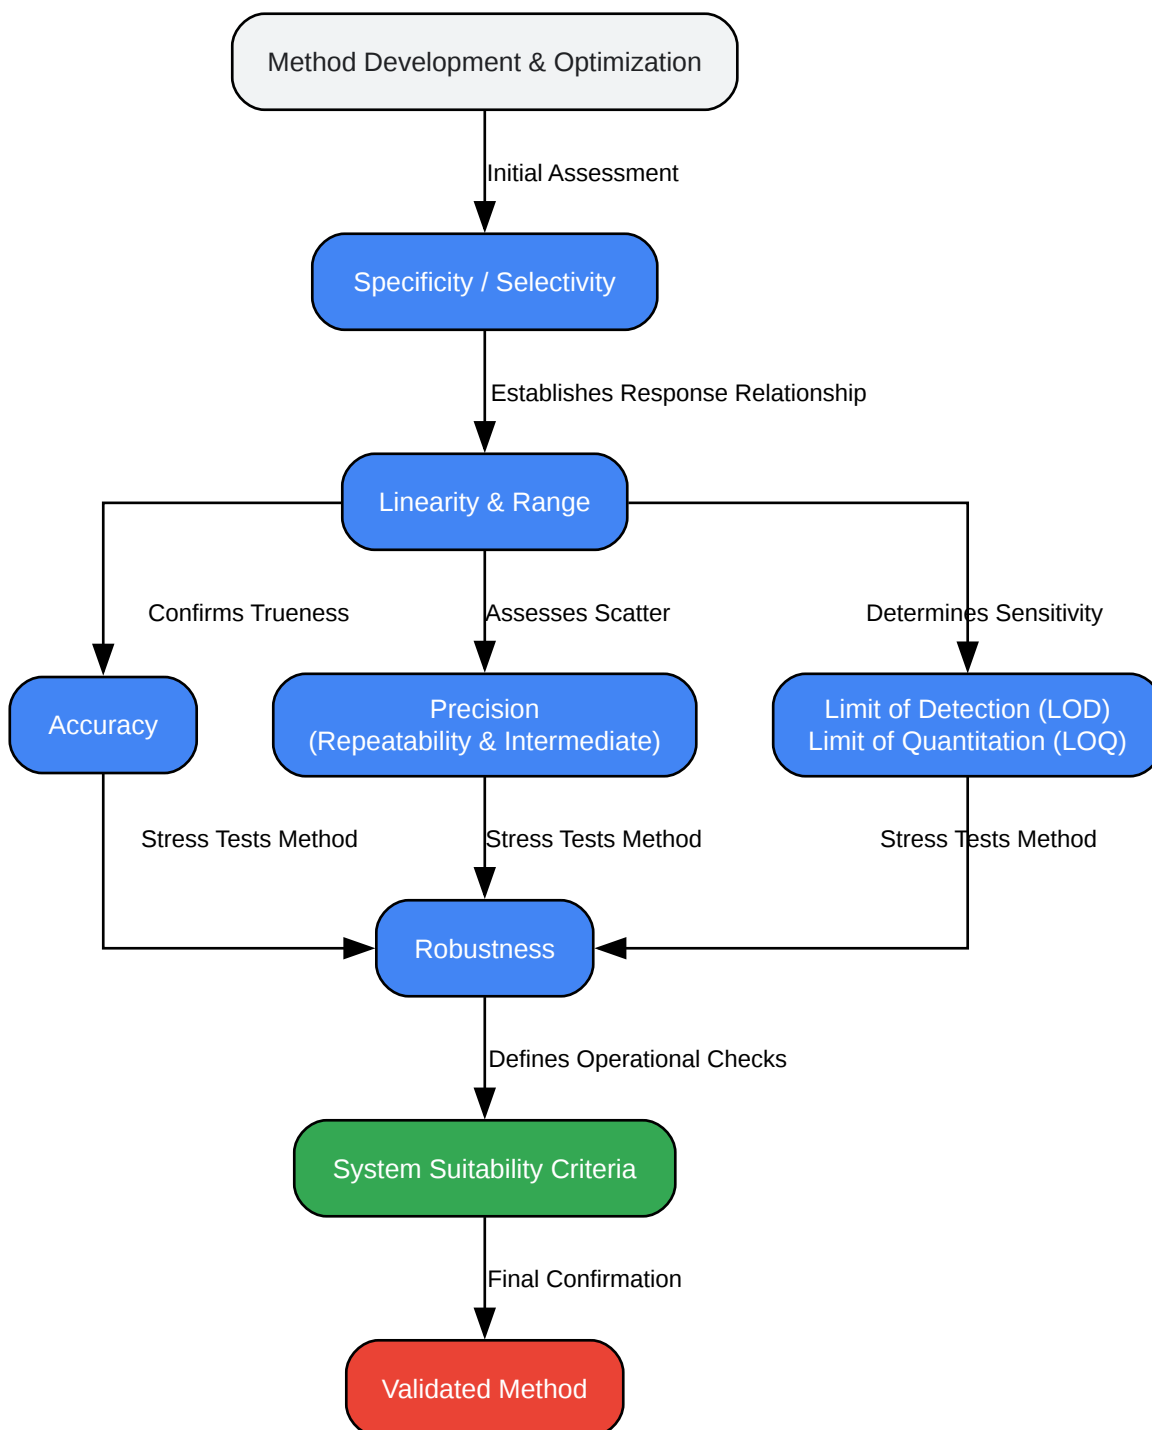 Method Development & Optimization
Initial Assessment
Specificity / Selectivity
Establishes Response Relationship
Linearity & Range
Confirms Trueness
Assesses Scatter
Determines Sensitivity
Accuracy
Precision
(Repeatability & Intermediate)
Limit of Detection (LOD)
Limit of Quantitation (LOQ)
Stress Tests Method
Stress Tests Method
Stress Tests Method
Robustness
Defines Operational Checks
System Suitability Criteria
Final Confirmation
Validated Method